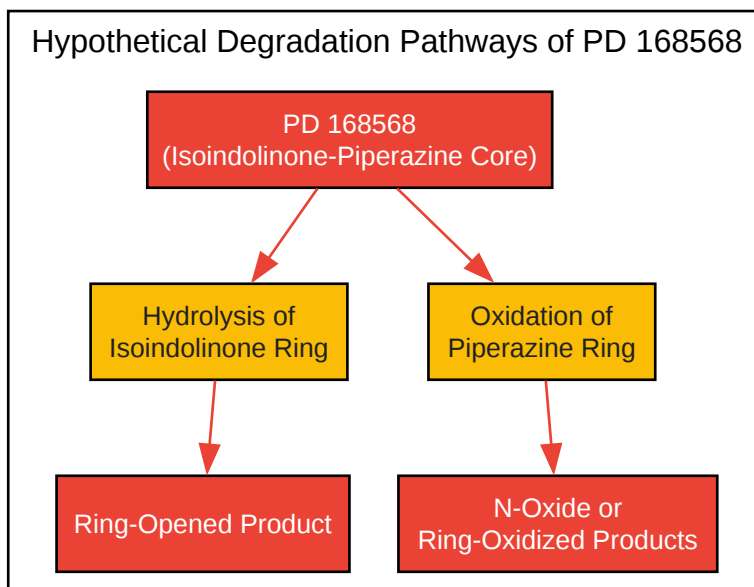 Hypothetical Degradation Pathways of PD 168568
PD 168568
(Isoindolinone-Piperazine Core)
Hydrolysis of
Isoindolinone Ring
Oxidation of
Piperazine Ring
Ring-Opened Product
N-Oxide or
Ring-Oxidized Products